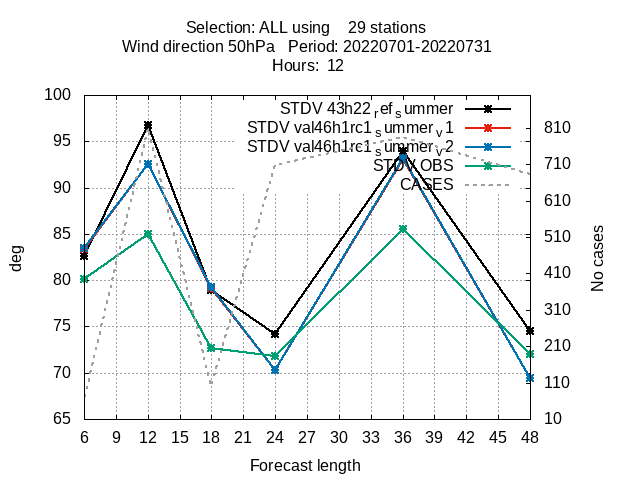 Selection: ALL using 29 stations
Wind direction 50hPa Period: 20220701-20220731
Hours: 12
100
95
90
85
80
75
70
65
deg
STDV 43h22_ref_summer
STDV val46h1rc1_summer_v1
STDV val46h1rc1_summer_v2
STDV OBS
CASES
810
710
610
510
410
310
210
110
10
No cases
6 9 12 15 18 21 24 27 30 33 36 39 42 45 48
Forecast length